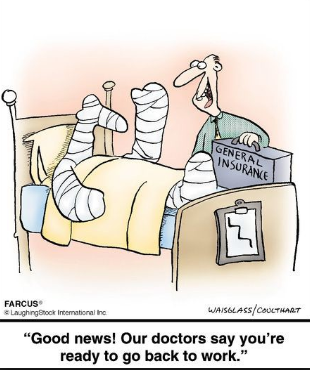 GENERAL
INSURANCE
FARCUS®
© LaughingStock International Inc
WAISGLASS/COULTHART
“Good news! Our doctors say you’re
ready to go back to work.”